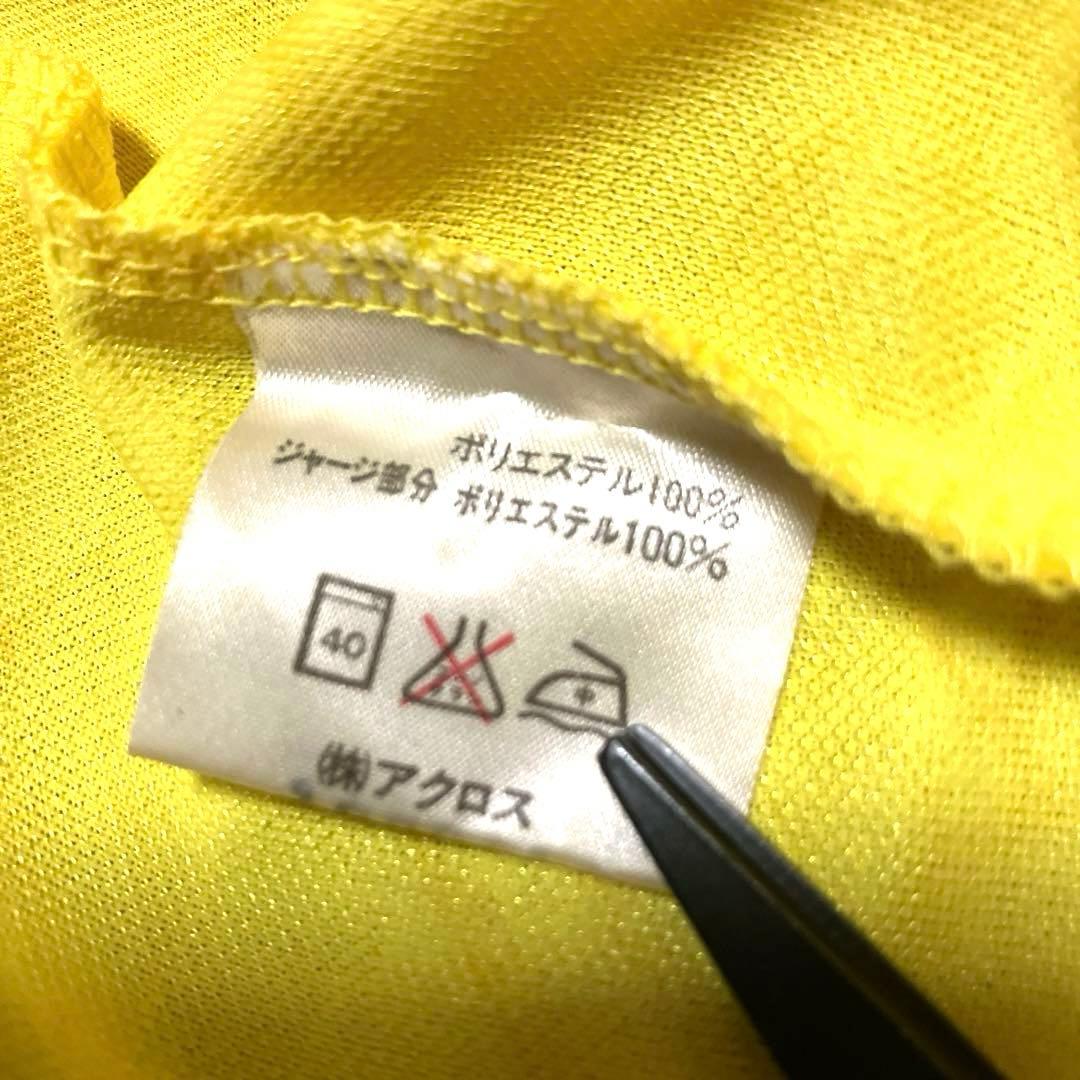 ポリエステル100%
ジャージ部分 ポリエステル100%
40
中
(株)アクロス